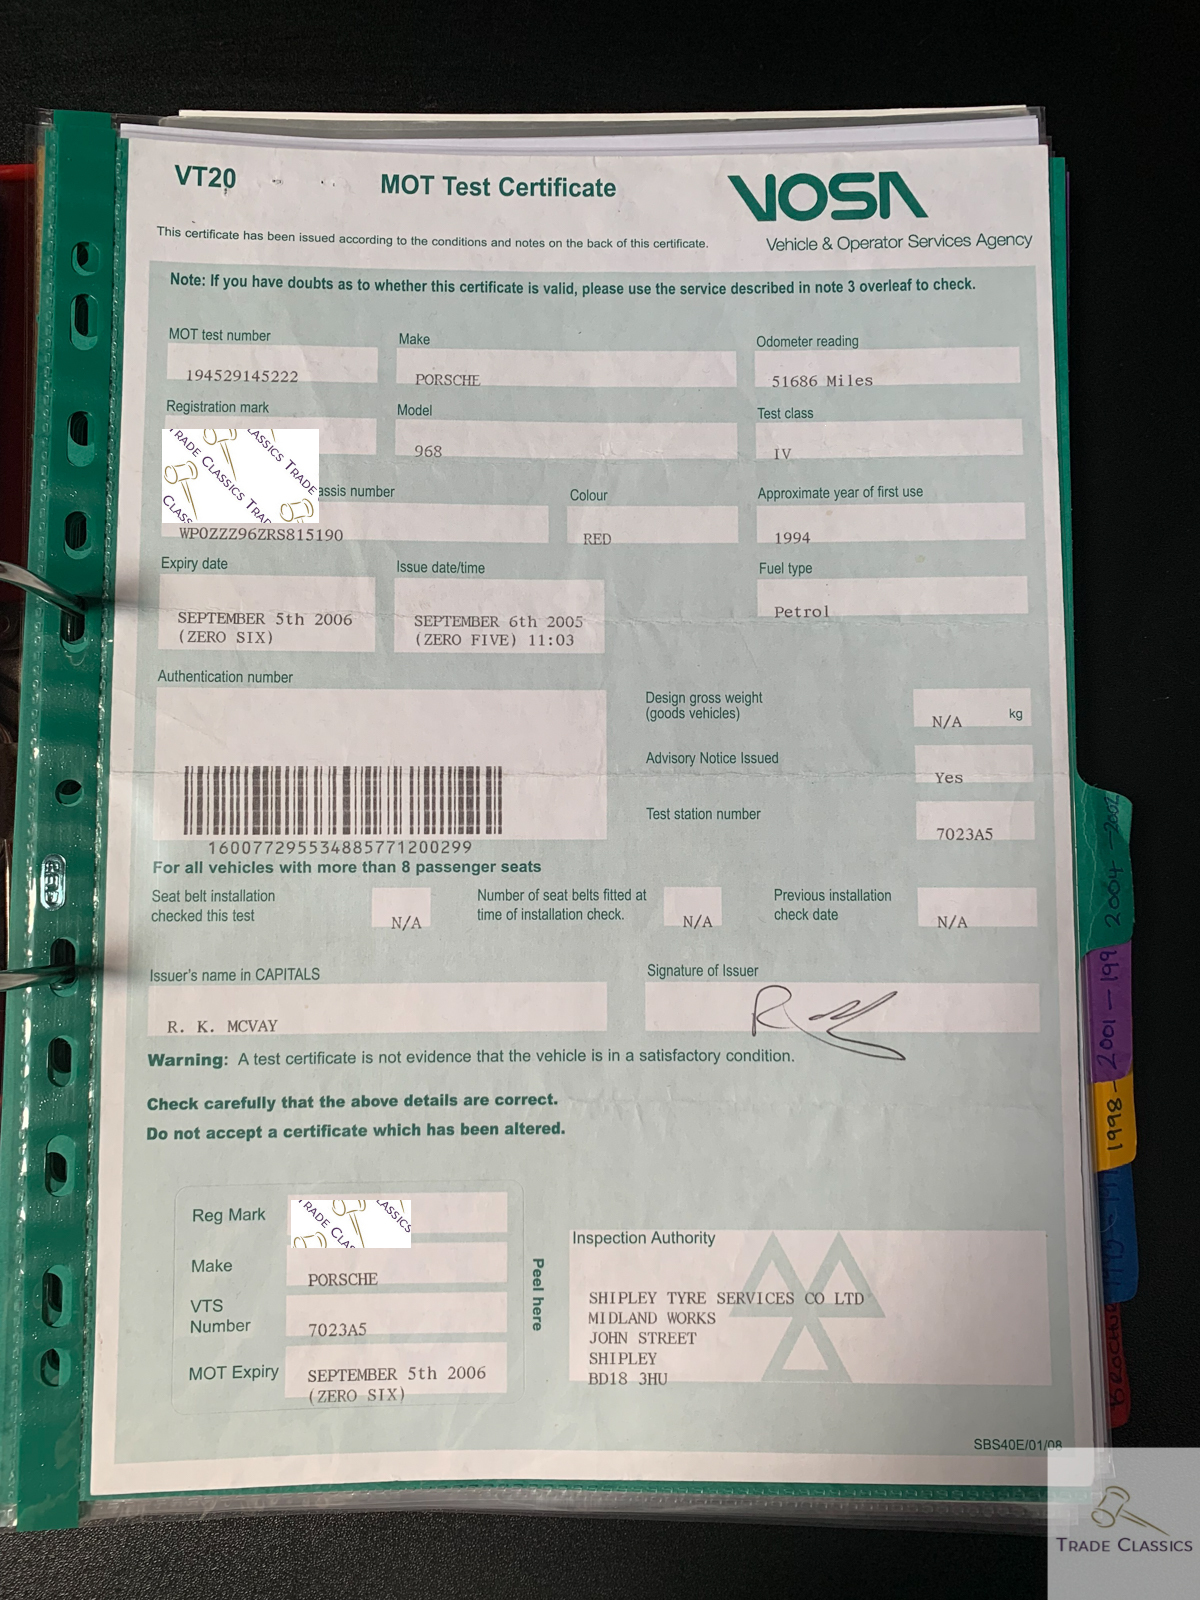 VT20
MOT Test Certificate
VOSA
This certificate has been issued according to the conditions and notes on the back of this certificate.
Vehicle & Operator Services Agency
Note: If you have doubts as to whether this certificate is valid, please use the service described in note 3 overleaf to check.
MOT test number
Make
Odometer reading
194529145222
PORSCHE
51686 Miles
Registration mark
Model
Test class
968
IV
TRADE CLASSICS TRADE
assis number
Colour
Approximate year of first use
WP0ZZZ96ZRS815190
RED
1994
Expiry date
Issue date/time
Fuel type
SEPTEMBER 5th 2006
(ZERO SIX)
SEPTEMBER 6th 2005
(ZERO FIVE) 11:03
Petrol
Authentication number
Design gross weight
(goods vehicles)
N/A
kg
Advisory Notice Issued
Yes
Test station number
7023A5
160077295534885771200299
For all vehicles with more than 8 passenger seats
Seat belt installation
checked this test
N/A
Number of seat belts fitted at
time of installation check.
N/A
Previous installation
check date
N/A
Issuer's name in CAPITALS
Signature of Issuer
R. K. MCVAY
Warning: A test certificate is not evidence that the vehicle is in a satisfactory condition.
Check carefully that the above details are correct.
Do not accept a certificate which has been altered.
Reg Mark
Make
PORSCHE
VTS
Number
7023A5
MOT Expiry
SEPTEMBER 5th 2006
(ZERO SIX)
Peel here
Inspection Authority
SHIPLEY TYRE SERVICES CO LTD
MIDLAND WORKS
JOHN STREET
SHIPLEY
BD18 3HU
SBS40E/01/08
2004 - 2002
2001 - 199
1998 -
TRADE CLASSICS